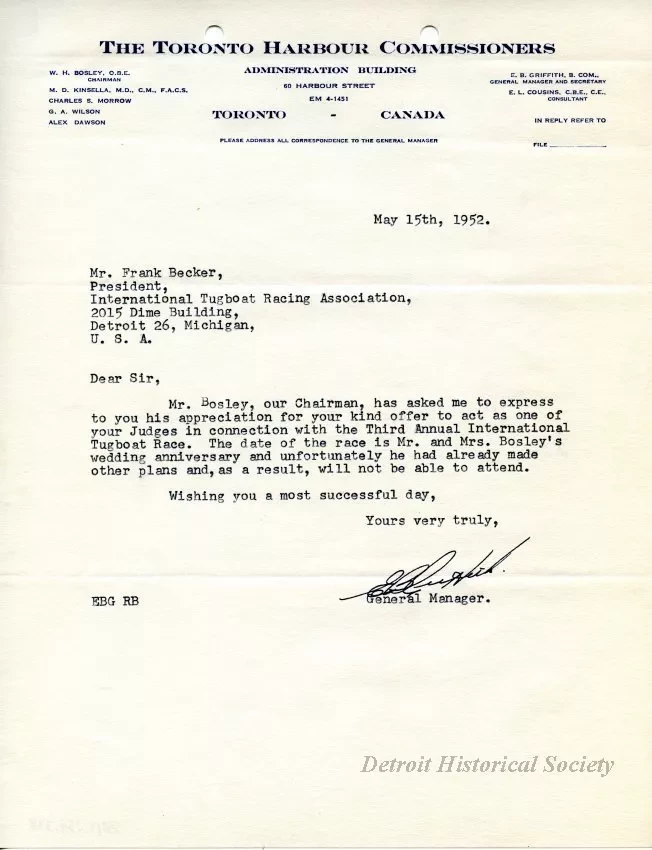 THE TORONTO HARBOUR COMMISSIONERS
W. H. BOSLEY, O.B.E.
CHAIRMAN
M. D. KINSELLA, M.D., C.M., F.A.C.S.
CHARLES S. MORROW
G. A. WILSON
ALEX DAWSON
ADMINISTRATION BUILDING
60 HARBOUR STREET
EM 4-1451
TORONTO - CANADA
PLEASE ADDRESS ALL CORRESPONDENCE TO THE GENERAL MANAGER
E. B. GRIFFITH, B. COM.,
GENERAL MANAGER AND SECRETARY
E. L. COUSINS, C.B.E., C.E.,
CONSULTANT
IN REPLY REFER TO
FILE
May 15th, 1952.
Mr. Frank Becker,
President,
International Tugboat Racing Association,
2015 Dime Building,
Detroit 26, Michigan,
U. S. A.
Dear Sir,
Mr. Bosley, our Chairman, has asked me to express
to you his appreciation for your kind offer to act as one of
your Judges in connection with the Third Annual International
Tugboat Race. The date of the race is Mr. and Mrs. Bosley's
wedding anniversary and unfortunately he had already made
other plans and, as a result, will not be able to attend.
Wishing you a most successful day,
Yours very truly,
EBGriffith.
General Manager.
EBG RB
Detroit Historical Society